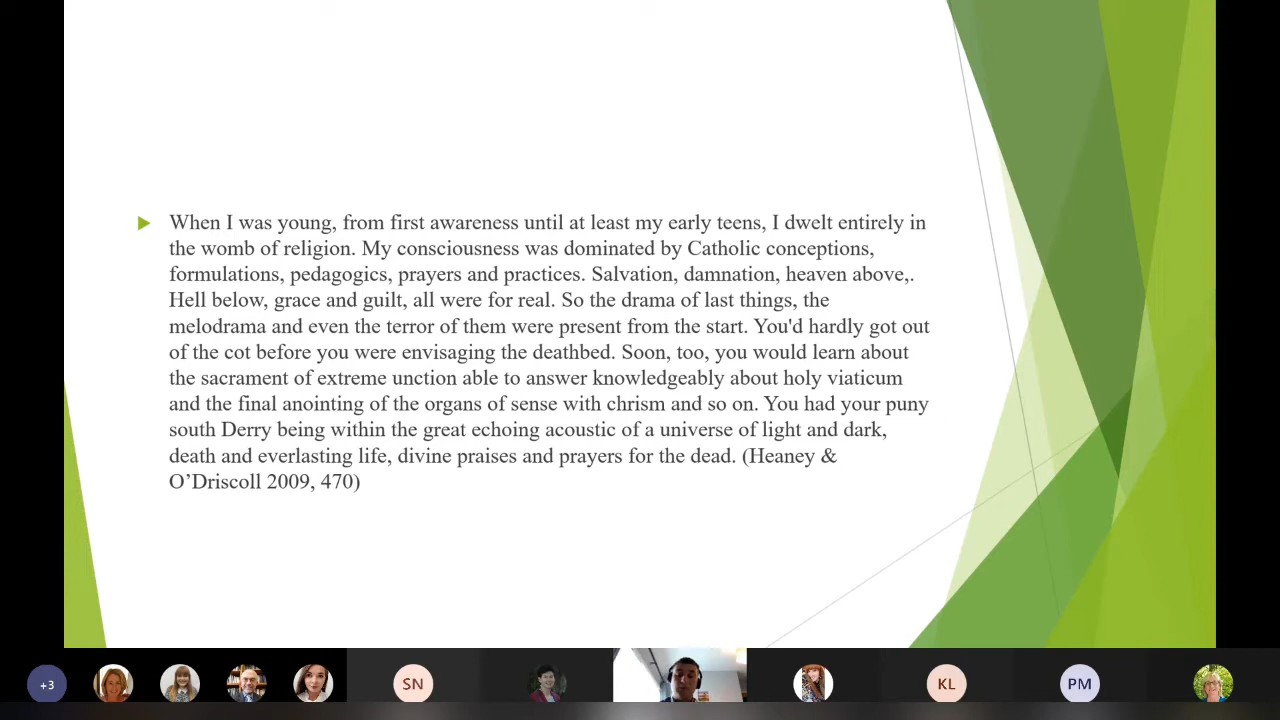 When I was young, from first awareness until at least my early teens, I dwelt entirely in
the womb of religion. My consciousness was dominated by Catholic conceptions,
formulations, pedagogics, prayers and practices. Salvation, damnation, heaven above,.
Hell below, grace and guilt, all were for real. So the drama of last things, the
melodrama and even the terror of them were present from the start. You'd hardly got out
of the cot before you were envisaging the deathbed. Soon, too, you would learn about
the sacrament of extreme unction able to answer knowledgeably about holy viaticum
and the final anointing of the organs of sense with chrism and so on. You had your puny
south Derry being within the great echoing acoustic of a universe of light and dark,
death and everlasting life, divine praises and prayers for the dead. (Heaney &
O’Driscoll 2009, 470)
+3
SN
KL
PM